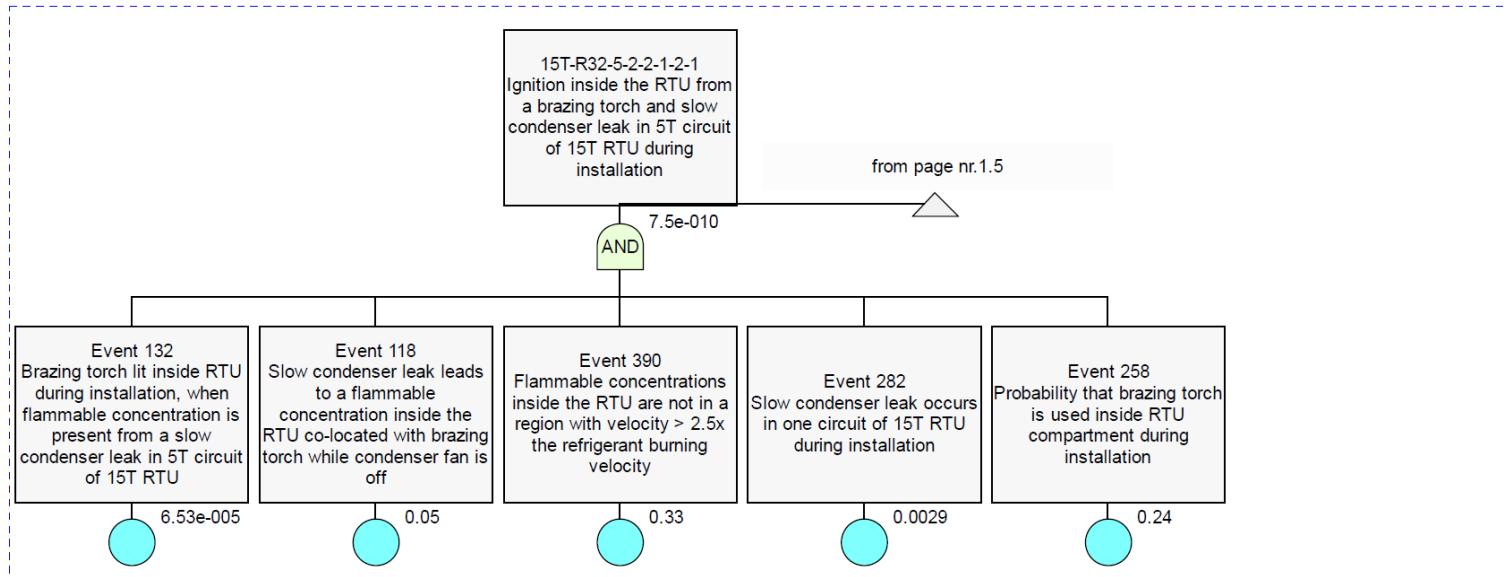 15T-R32-5-2-2-1-2-1
Ignition inside the RTU from
a brazing torch and slow
condenser leak in 5T circuit
of 15T RTU during
installation
from page nr.1.5
7.5e-010
AND
Event 132
Brazing torch lit inside RTU
during installation, when
flammable concentration is
present from a slow
condenser leak in 5T circuit
of 15T RTU
6.53e-005
Event 118
Slow condenser leak leads
to a flammable
concentration inside the
RTU co-located with brazing
torch while condenser fan is
off
0.05
Event 390
Flammable concentrations
inside the RTU are not in a
region with velocity > 2.5x
the refrigerant burning
velocity
0.33
Event 282
Slow condenser leak occurs
in one circuit of 15T RTU
during installation
0.0029
Event 258
Probability that brazing torch
is used inside RTU
compartment during
installation
0.24